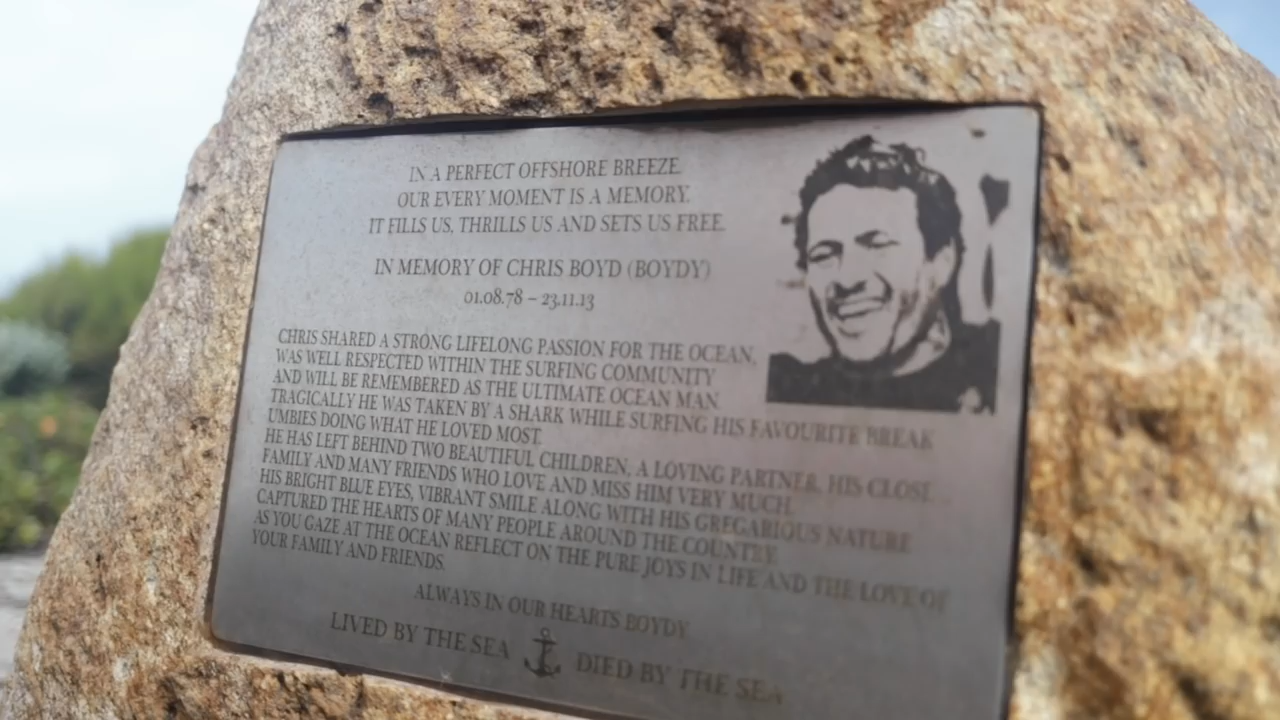 IN A PERFECT OFFSHORE BREEZE.
OUR EVERY MOMENT IS A MEMORY.
IT FILLS US, THRILLS US AND SETS US FREE.
IN MEMORY OF CHRIS BOYD (BOYDY)
01.08.78 – 23.11.13
CHRIS SHARED A STRONG LIFELONG PASSION FOR THE OCEAN,
WAS WELL RESPECTED WITHIN THE SURFING COMMUNITY
AND WILL BE REMEMBERED AS THE ULTIMATE OCEAN MAN.
TRAGICALLY HE WAS TAKEN BY A SHARK WHILE SURFING HIS FAVOURITE BREAK
UMBIES DOING WHAT HE LOVED MOST.
HE HAS LEFT BEHIND TWO BEAUTIFUL CHILDREN, A LOVING PARTNER, HIS CLOSE
FAMILY AND MANY FRIENDS WHO LOVE AND MISS HIM VERY MUCH.
HIS BRIGHT BLUE EYES, VIBRANT SMILE ALONG WITH HIS GREGARIOUS NATURE
CAPTURED THE HEARTS OF MANY PEOPLE AROUND THE COUNTRY.
AS YOU GAZE AT THE OCEAN REFLECT ON THE PURE JOYS IN LIFE AND THE LOVE OF
YOUR FAMILY AND FRIENDS.
ALWAYS IN OUR HEARTS BOYDY
LIVED BY THE SEA DIED BY THE SEA